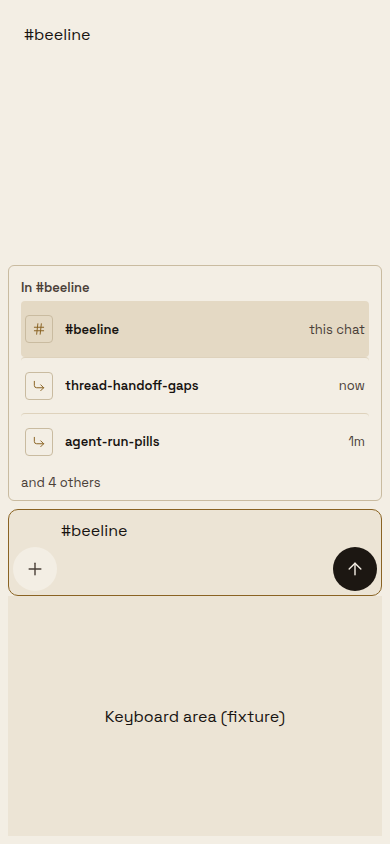 #beeline
In #beeline
#beeline this chat
thread-handoff-gaps now
agent-run-pills 1m
and 4 others
#beeline
Keyboard area (fixture)